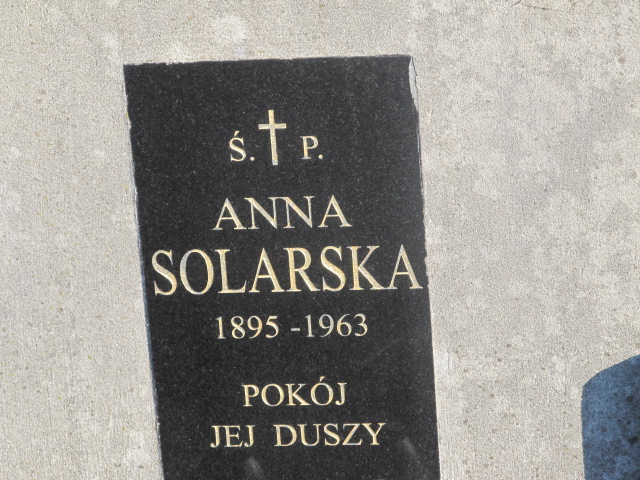 Ś. P.
ANNA
SOLARSKA
1895 - 1963
POKÓJ
JEJ DUSZY